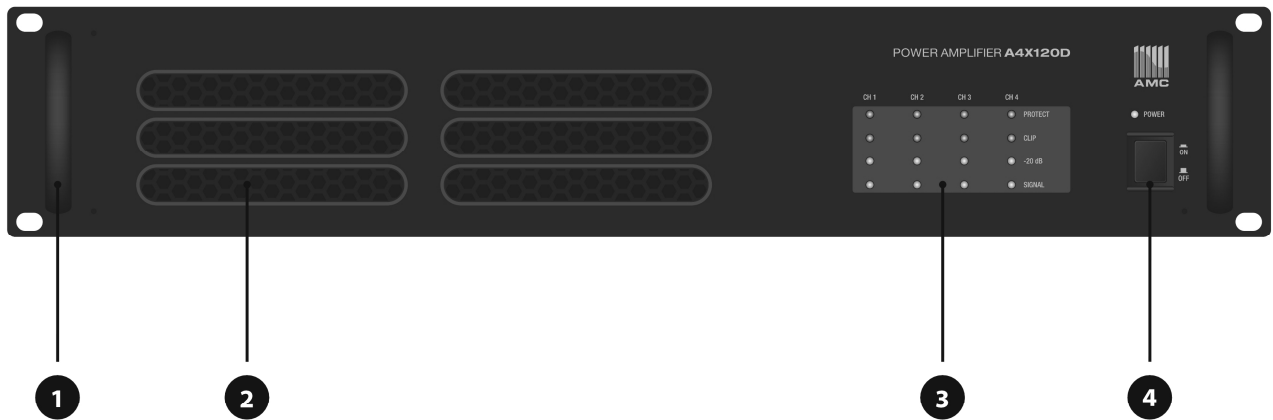 POWER AMPLIFIER A4X120D
AMC
CH 1 CH 2 CH 3 CH 4
PROTECT
POWER
CLIP
ON
-20 dB
OFF
SIGNAL
1 2 3 4